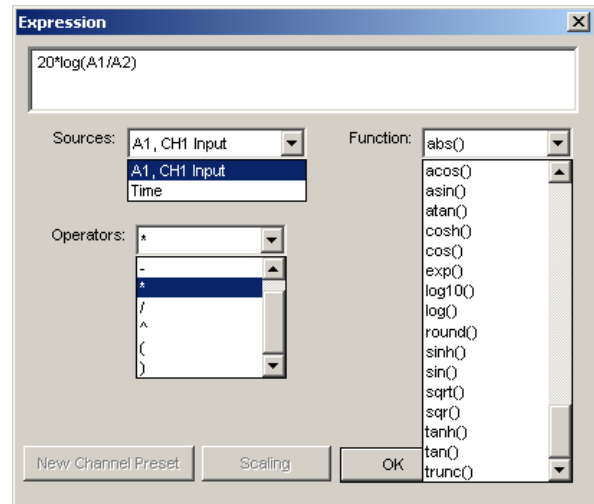 Expression
20*log(A1/A2)
Sources: A1, CH1 Input
A1, CH1 Input
Time
Function: abs()
acos()
asin()
atan()
cosh()
cos()
exp()
log10()
log()
round()
sinh()
sin()
sqrt()
sqr()
tanh()
tan()
trunc()
Operators: *
-
*
/
^
(
)
New Channel Preset
Scaling
OK